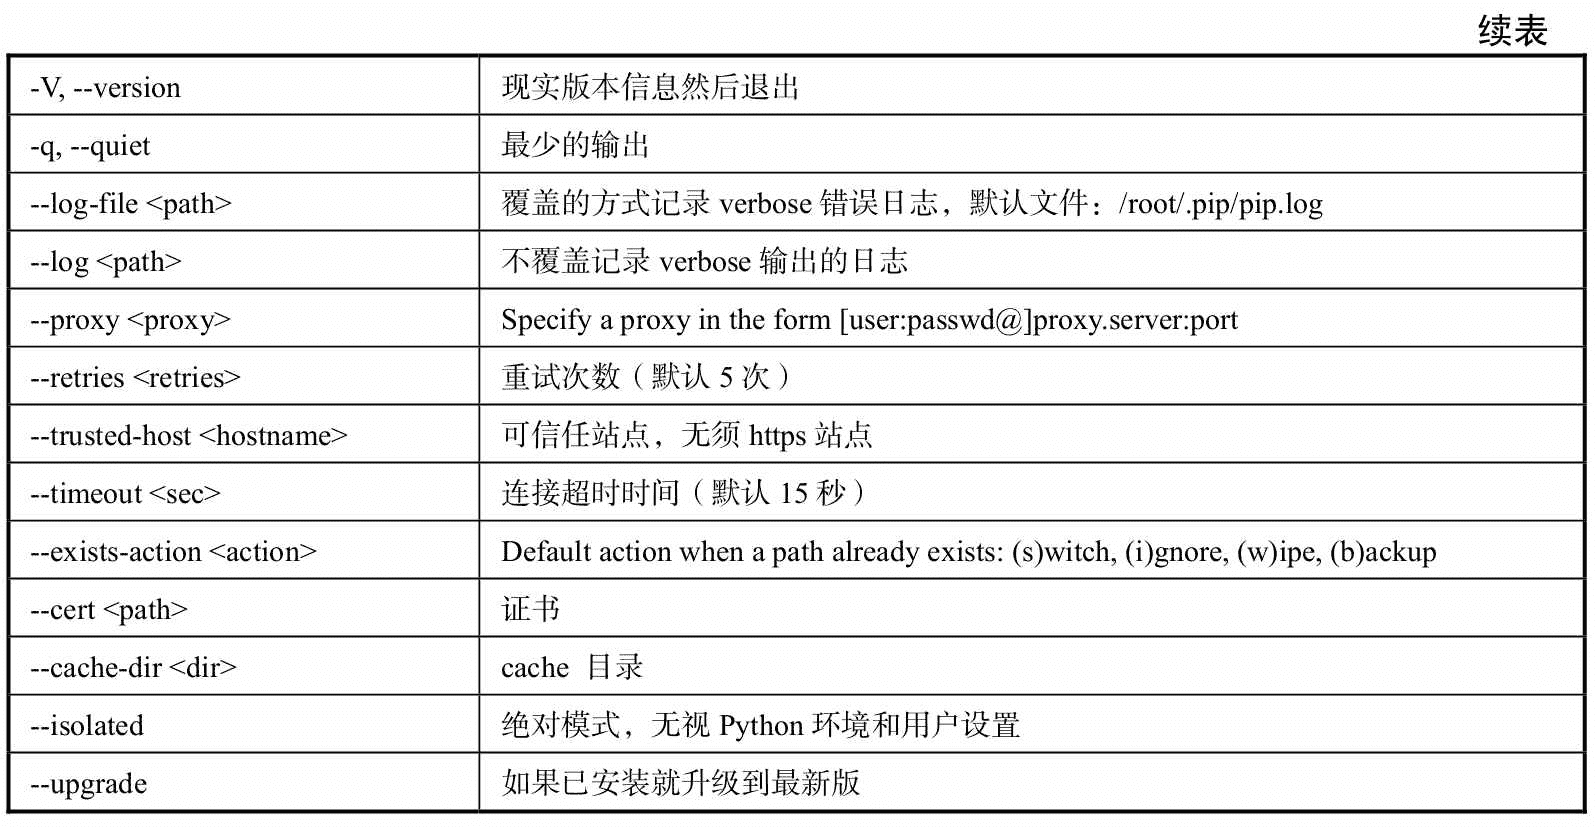 续表
-V, --version 现实版本信息然后退出
-q, --quiet 最少的输出
--log-file <path> 覆盖的方式记录 verbose 错误日志，默认文件：/root/.pip/pip.log
--log <path> 不覆盖记录 verbose 输出的日志
--proxy <proxy> Specify a proxy in the form [user:passwd@]proxy.server:port
--retries <retries> 重试次数（默认 5 次）
--trusted-host <hostname> 可信任站点，无须 https 站点
--timeout <sec> 连接超时时间（默认 15 秒）
--exists-action <action> Default action when a path already exists: (s)witch, (i)gnore, (w)ipe, (b)ackup
--cert <path> 证书
--cache-dir <dir> cache 目录
--isolated 绝对模式，无视 Python 环境和用户设置
--upgrade 如果已安装就升级到最新版